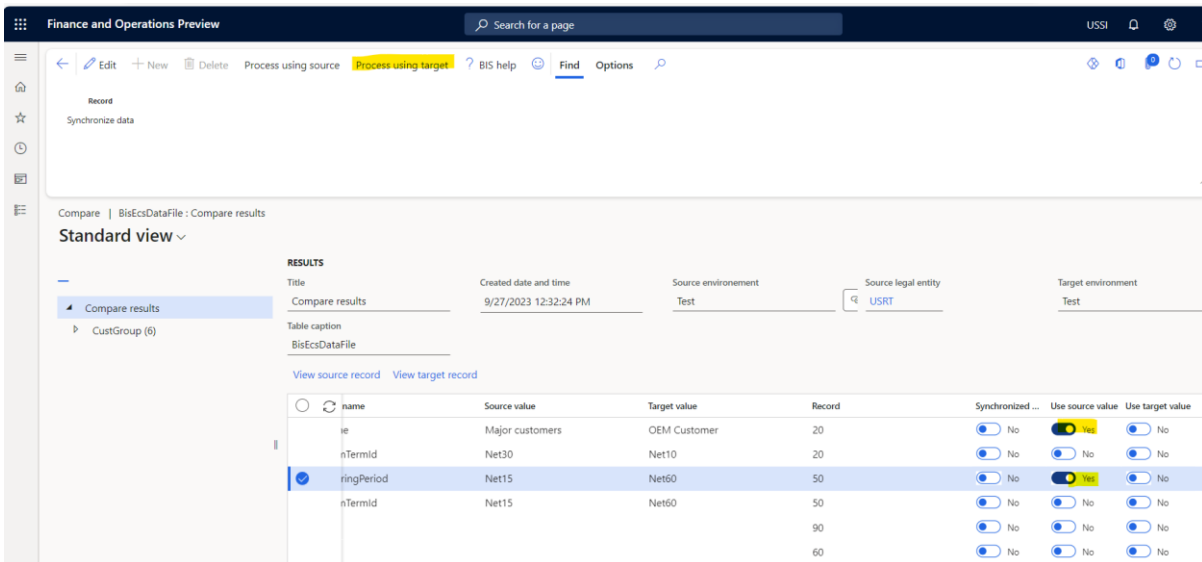 Finance and Operations Preview
Search for a page
USSI
Edit New Delete Process using source Process using target BIS help Find Options
0
Record
Synchronize data
Compare | BisEcsDataFile : Compare results
Standard view
RESULTS
Title Created date and time Source environement Source legal entity Target environment
Compare results 9/27/2023 12:32:24 PM Test USRT Test
Table caption
BisEcsDataFile
Compare results
CustGroup (6)
View source record View target record
name Source value Target value Record Synchronized ... Use source value Use target value
ne Major customers OEM Customer 20 No Yes No
nTermId Net30 Net10 20 No No No
ringPeriod Net15 Net60 50 No Yes No
nTermId Net15 Net60 50 No No No
90 No No No
60 No No No